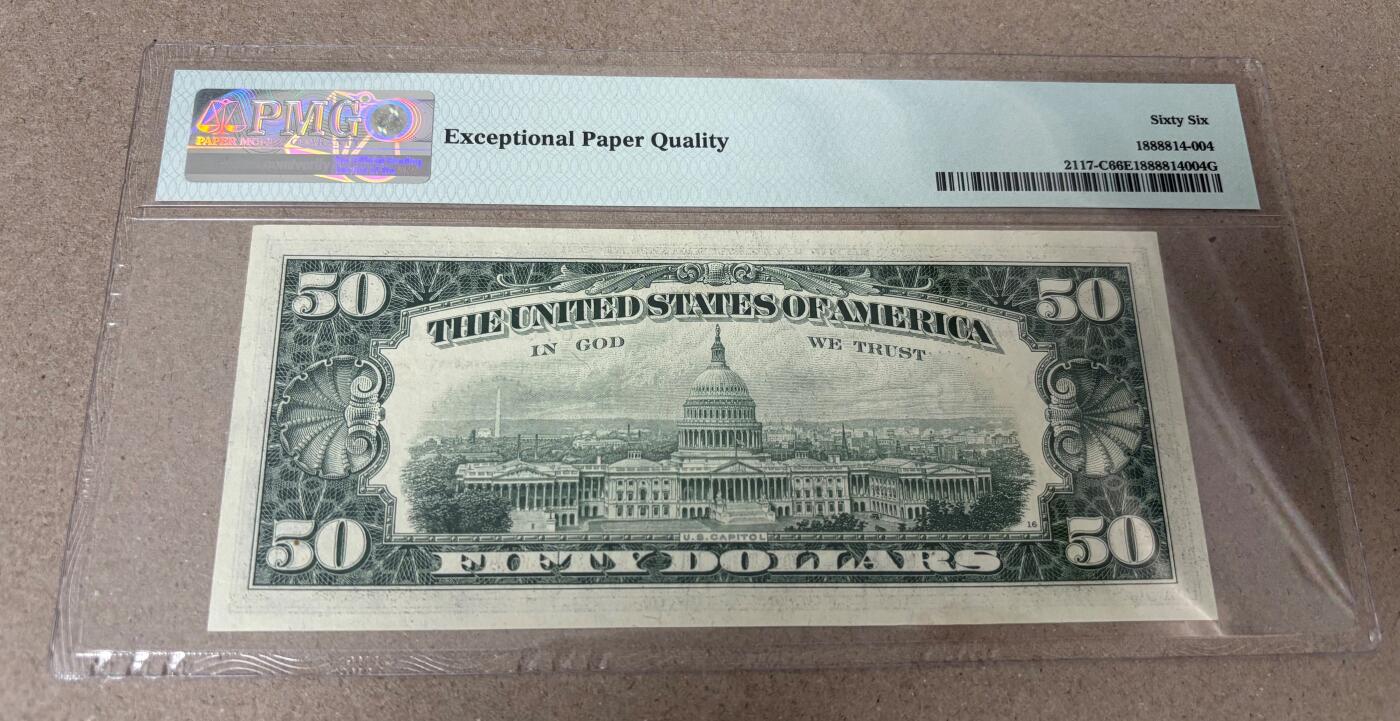 PMG
Exceptional Paper Quality
Sixty Six
1888814-004
2117-C66E1888814004G
50 50
THE UNITED STATES OF AMERICA
IN GOD WE TRUST
16
U.S. CAPITOL
50 50
FIFTY DOLLARS